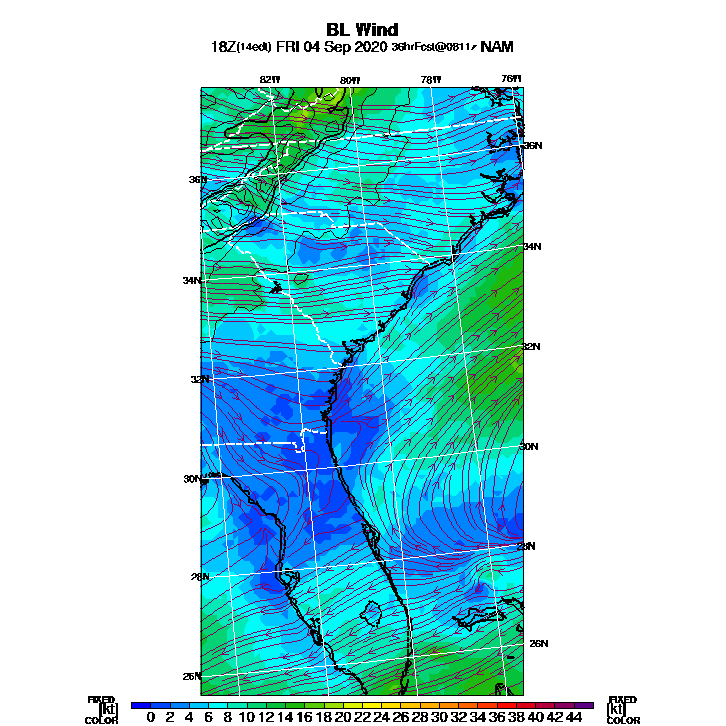 BL Wind
18Z(14edt) FRI 04 Sep 2020 36hrFcst@0611z NAM
82W 80W 78W 76W
36N
36N
34N
34N
32N
32N
30N
30N
28N
28N
26N
26N
FIXED FIXED
[kt] 0 2 4 6 8 10 12 14 16 18 20 22 24 26 28 30 32 34 36 38 40 42 44 [kt]
COLOR COLOR